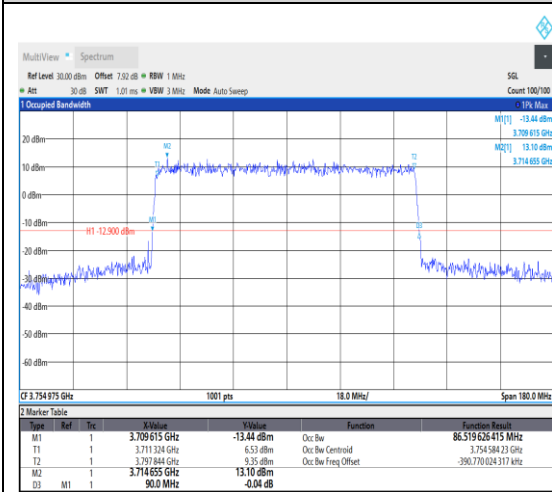 MultiView Spectrum
Ref Level 30.00 dBm Offset 7.92 dB RBW 1 MHz SGL
Att 30 dB SWT 1.01 ms VBW 3 MHz Mode Auto Sweep Count 100/100
1 Occupied Bandwidth 1Pk Max
M1[1] -13.44 dBm
3.709 615 GHz
M2[1] 13.10 dBm
3.714 655 GHz
20 dBm
M2
T1
T2
10 dBm
0 dBm
-10 dBm
M1
H1 -12.900 dBm
D3
-20 dBm
-30 dBm
-40 dBm
-50 dBm
-60 dBm
CF 3.754 975 GHz 1001 pts 18.0 MHz/ Span 180.0 MHz
2 Marker Table
Type Ref Trc X-Value Y-Value Function Function Result
M1 1 3.709 615 GHz -13.44 dBm Occ Bw 86.519 626 415 MHz
T1 1 3.711 324 GHz 6.53 dBm Occ Bw Centroid 3.754 584 23 GHz
T2 1 3.797 844 GHz 9.35 dBm Occ Bw Freq Offset -390.770 024 317 kHz
M2 1 3.714 655 GHz 13.10 dBm
D3 M1 1 90.0 MHz -0.04 dB